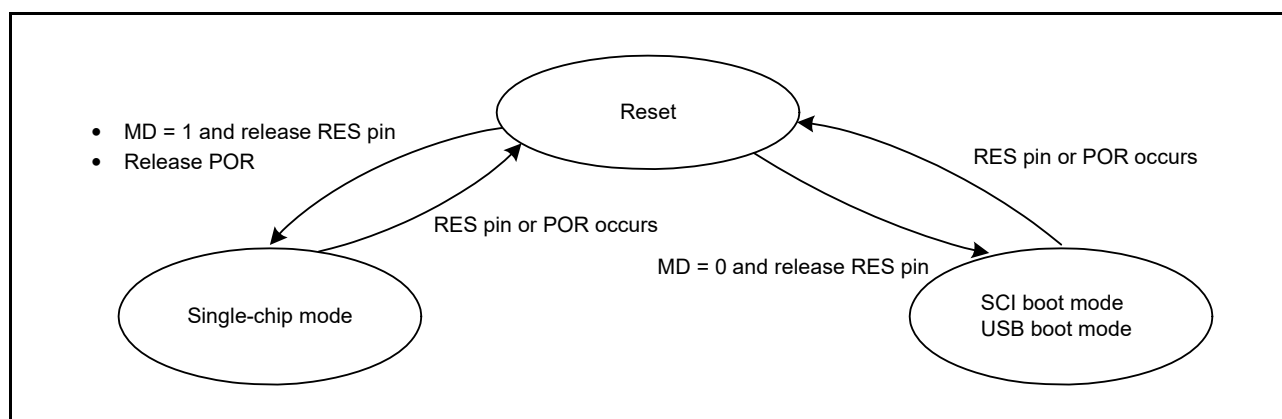 Reset
• MD = 1 and release RES pin
• Release POR
RES pin or POR occurs
RES pin or POR occurs
MD = 0 and release RES pin
Single-chip mode
SCI boot mode
USB boot mode